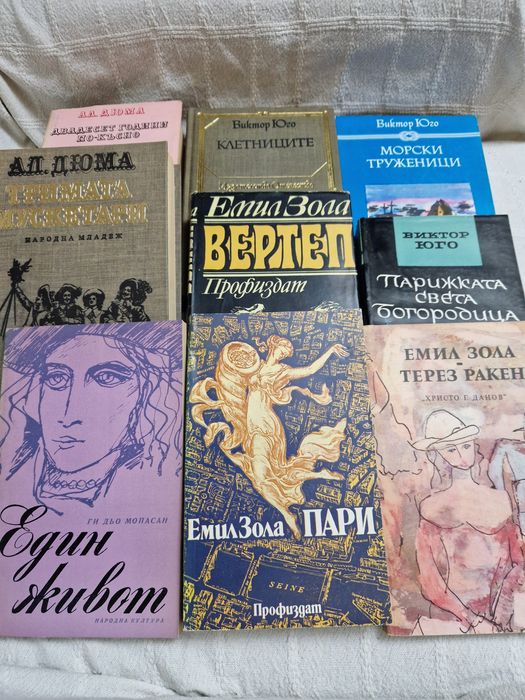 АЛ. ДЮМА
ДВАДЕСЕТ ГОДИНИ
ПО-КЪСНО
Виктор Юго
КЛЕТНИЦИТЕ
Виктор Юго
МОРСКИ
ТРУЖЕНИЦИ
АЛ. ДЮМА
ТРИМАТА
МУСКЕТАРИ
НАРОДНА МЛАДЕЖ
ЕМИЛ ЗОЛА
ВЕРТЕП
Профиздат
ВИКТОР
ЮГО
ПАРИЖКАТА
СВЕТА
БОГОРОДИЦА
ГИ ДЬО МОПАСАН
Един
живот
НАРОДНА КУЛТУРА
Емил Зола ПАРИ
SEINE
Профиздат
ЕМИЛ ЗОЛА
ТЕРЕЗ РАКЕН
„ХРИСТО Г. ДАНОВ"